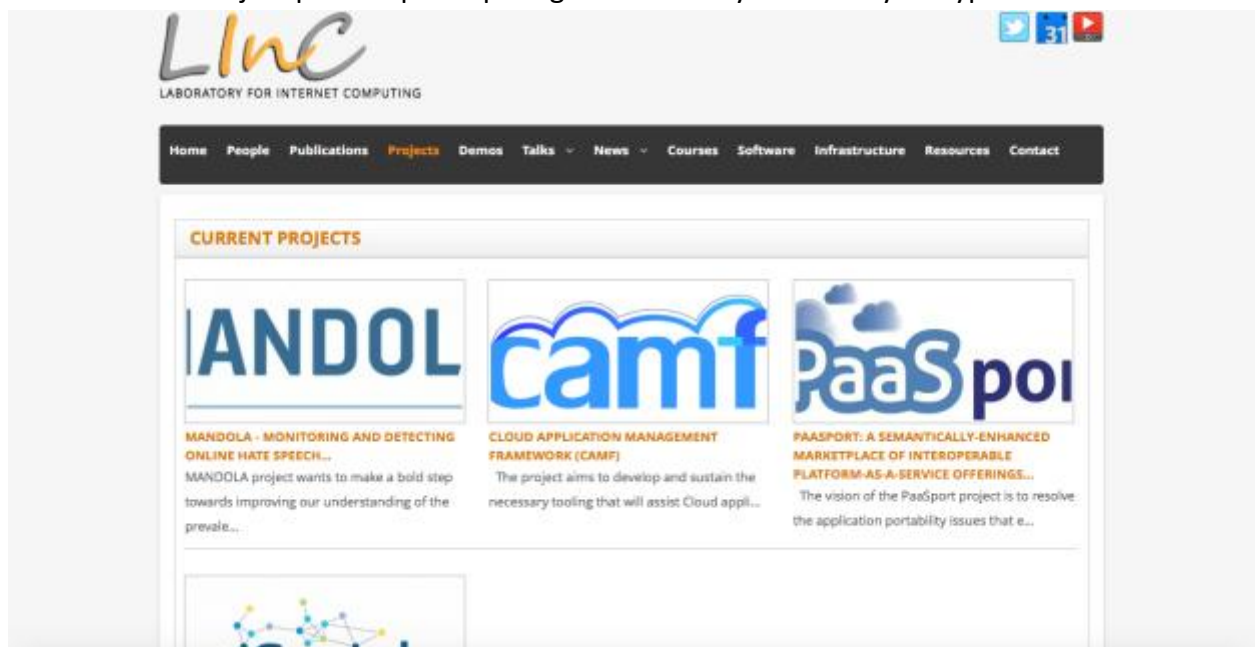 LInC
LABORATORY FOR INTERNET COMPUTING
31
Home People Publications Projects Demos Talks News Courses Software Infrastructure Resources Contact
CURRENT PROJECTS
MANDOL
camf
PaaSpor
MANDOLA - MONITORING AND DETECTING
ONLINE HATE SPEECH...
MANDOLA project wants to make a bold step
towards improving our understanding of the
prevale...
CLOUD APPLICATION MANAGEMENT
FRAMEWORK (CAMF)
The project aims to develop and sustain the
necessary tooling that will assist Cloud appli...
PAASPORT: A SEMANTICALLY-ENHANCED
MARKETPLACE OF INTEROPERABLE
PLATFORM-AS-A-SERVICE OFFERINGS...
The vision of the PaaSport project is to resolve
the application portability issues that e...